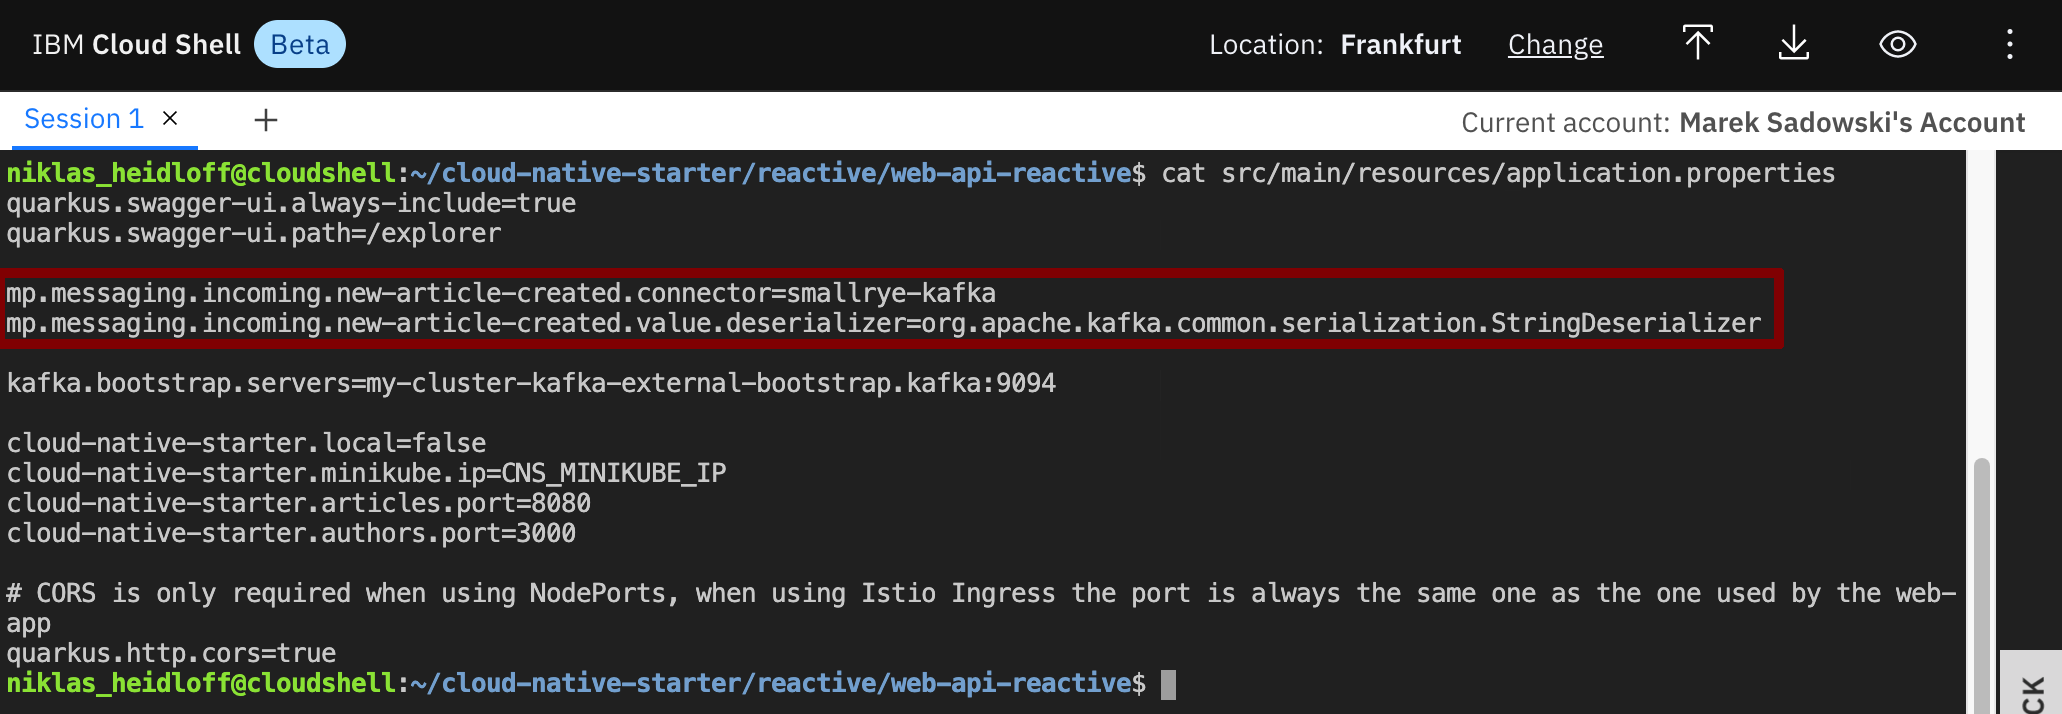 IBM Cloud Shell Beta
Location: Frankfurt Change
Session 1 × +
Current account: Marek Sadowski's Account
niklas_heidloff@cloudshell:~/cloud-native-starter/reactive/web-api-reactive$ cat src/main/resources/application.properties
quarkus.swagger-ui.always-include=true
quarkus.swagger-ui.path=/explorer
mp.messaging.incoming.new-article-created.connector=smallrye-kafka
mp.messaging.incoming.new-article-created.value.deserializer=org.apache.kafka.common.serialization.StringDeserializer
kafka.bootstrap.servers=my-cluster-kafka-external-bootstrap.kafka:9094
cloud-native-starter.local=false
cloud-native-starter.minikube.ip=CNS_MINIKUBE_IP
cloud-native-starter.articles.port=8080
cloud-native-starter.authors.port=3000
# CORS is only required when using NodePorts, when using Istio Ingress the port is always the same one as the one used by the web-
app
quarkus.http.cors=true
niklas_heidloff@cloudshell:~/cloud-native-starter/reactive/web-api-reactive$